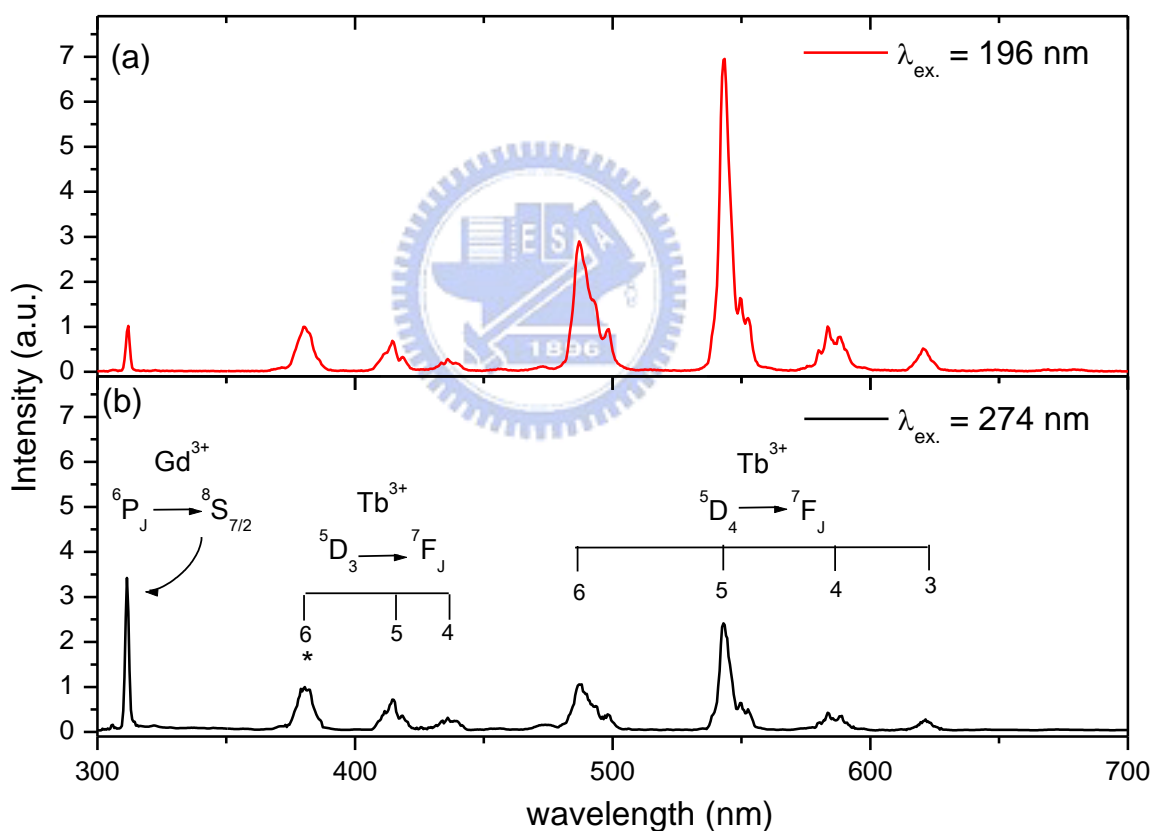 (a)
λex. = 196 nm
7
6
5
4
3
2
1
0
E S A
1896
Intensity (a.u.)
(b)
λex. = 274 nm
7
6
5
4
3
2
1
0
Gd3+
6PJ → 8S7/2
Tb3+
5D3 → 7FJ
6 5 4
*
Tb3+
5D4 → 7FJ
6 5 4 3
300 400 500 600 700
wavelength (nm)